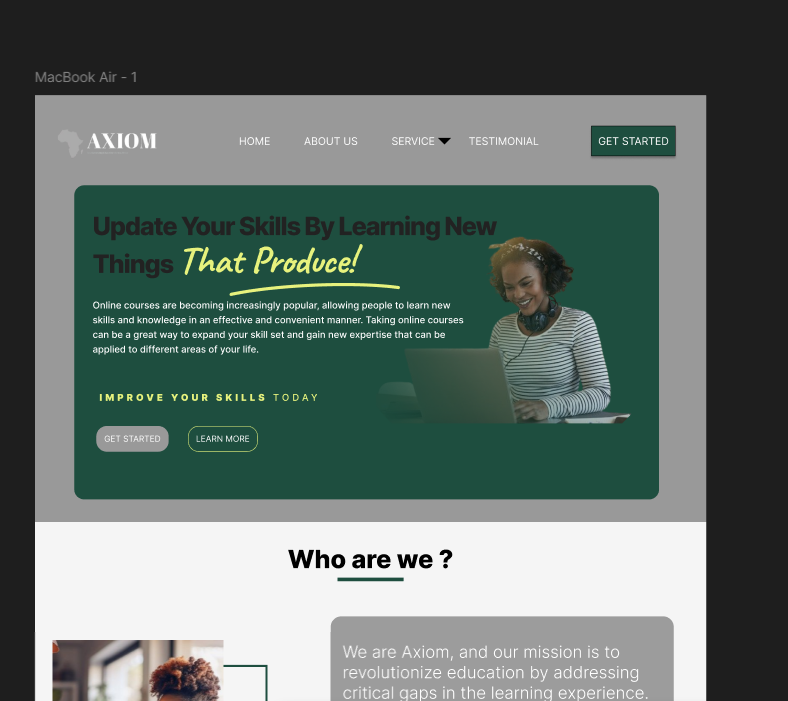 MacBook Air - 1
AXIOM
HOME
ABOUT US
SERVICE
TESTIMONIAL
GET STARTED
Update Your Skills By Learning New
Things That Produce!
Online courses are becoming increasingly popular, allowing people to learn new
skills and knowledge in an effective and convenient manner. Taking online courses
can be a great way to expand your skill set and gain new expertise that can be
applied to different areas of your life.
IMPROVE YOUR SKILLS TODAY
GET STARTED
LEARN MORE
Who are we ?
We are Axiom, and our mission is to
revolutionize education by addressing
critical gaps in the learning experience.